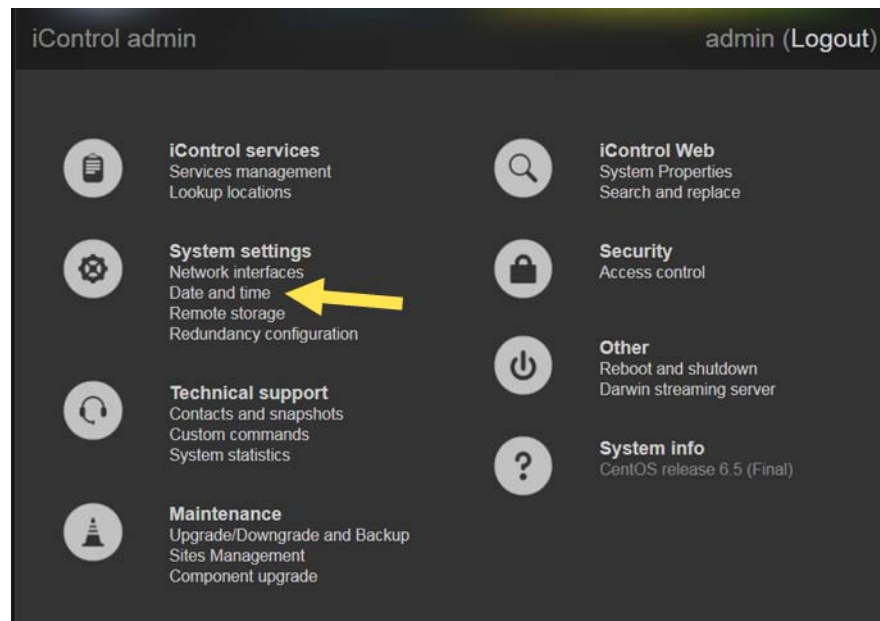 iControl admin
admin (Logout)
iControl services
Services management
Lookup locations
System settings
Network interfaces
Date and time
Remote storage
Redundancy configuration
Technical support
Contacts and snapshots
Custom commands
System statistics
Maintenance
Upgrade/Downgrade and Backup
Sites Management
Component upgrade
iControl Web
System Properties
Search and replace
Security
Access control
Other
Reboot and shutdown
Darwin streaming server
?
System info
CentOS release 6.5 (Final)